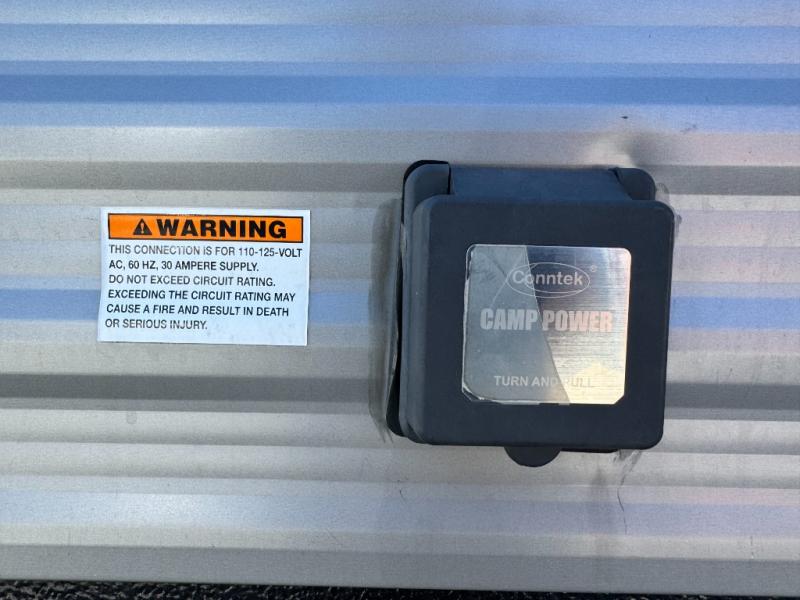 WARNING
THIS CONNECTION IS FOR 110-125-VOLT
AC, 60 HZ, 30 AMPERE SUPPLY.
DO NOT EXCEED CIRCUIT RATING.
EXCEEDING THE CIRCUIT RATING MAY
CAUSE A FIRE AND RESULT IN DEATH
OR SERIOUS INJURY.
Conntek®
CAMP POWER
TURN AND PULL